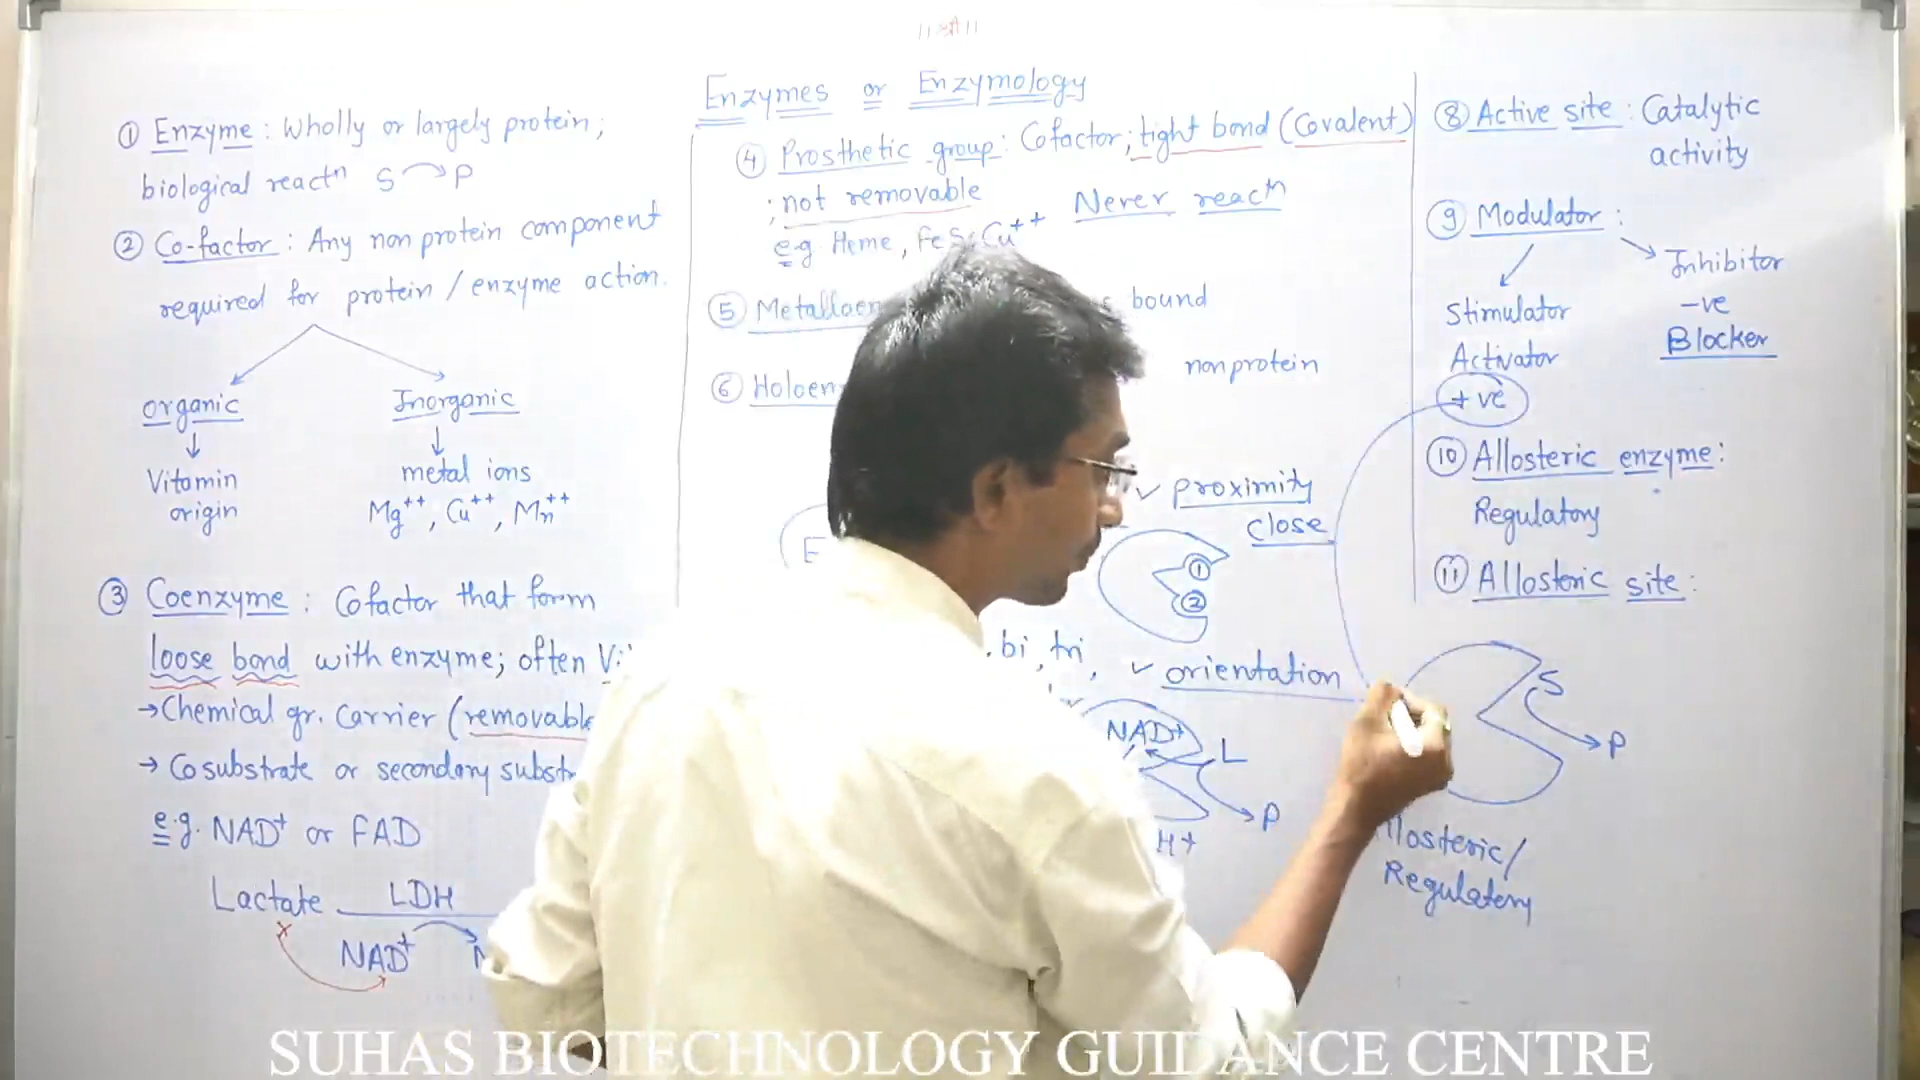 ॥ श्री ॥
Enzymes or Enzymology
① Enzyme : Wholly or largely protein ;
biological reactⁿ S P
② Co-factor : Any non protein component
required for protein / enzyme action.
organic Inorganic
Vitamin metal ions
origin Mg⁺⁺, Cu⁺⁺, Mn⁺⁺
③ Coenzyme : Cofactor that form
loose bond with enzyme; often
→ Chemical gr. carrier (removable
→ Cosubstrate or secondary
e.g. NAD⁺ or FAD
Lactate LDH
NAD⁺
④ Prosthetic group : Cofactor ; tight bond (Covalent)
; not removable Never reacⁿ
e.g. Heme, FeS, Cu⁺⁺
⑤ bound
⑥ nonprotein
E
✓ proximity
close
①
②
bi, tri,
✓ orientation
NAD⁺ L
P
H+
⑧ Active site : Catalytic
activity
⑨ Modulator :
Inhibitor
Stimulator -ve
Activator Blocker
+ve
⑩ Allosteric enzyme :
Regulatory
⑪ Allosteric site :
S
P
Regulatory
SUHAS BIOTECHNOLOGY GUIDANCE CENTRE